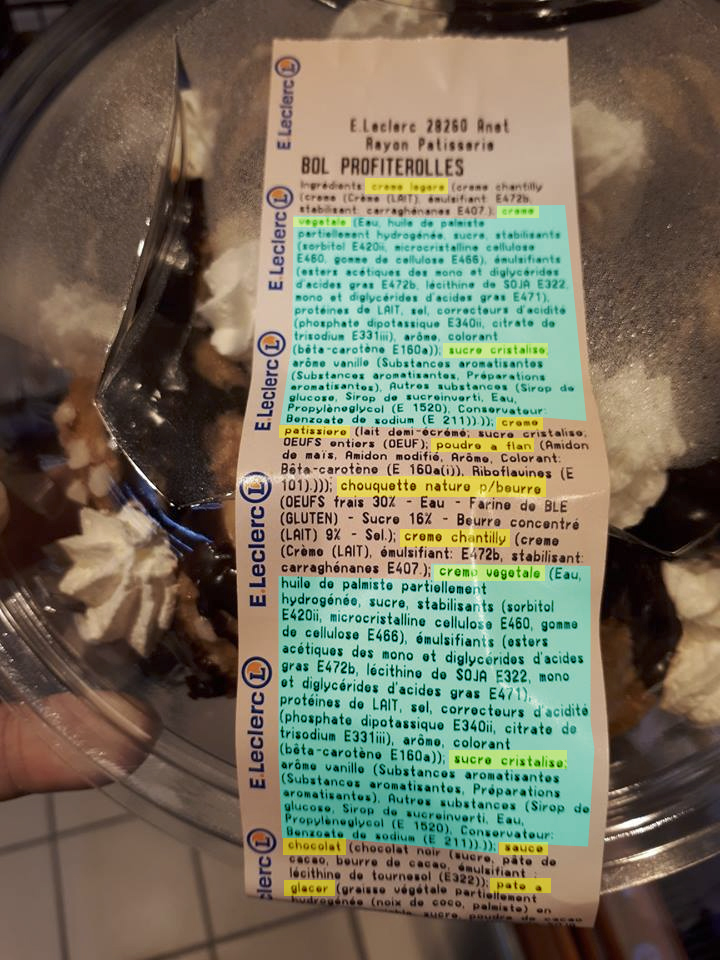 E.Leclerc L
E.Leclerc L
E.Leclerc L
E.Leclerc L
E.Leclerc L
clerc L
E.Leclerc 28260 Anet
Rayon Patisserie
BOL PROFITEROLLES
Ingrédients: creme legere (creme chantilly
(creme (Crème (LAIT), émulsifiant: E472b,
stabilisant: carraghénanes E407.); creme
vegetale (Eau, huile de palmiste
partiellement hydrogénée, sucre, stabilisants
(sorbitol E420ii, microcristalline cellulose
E460, gomme de cellulose E466), émulsifiants
(esters acétiques des mono et diglycérides
d'acides gras E472b, lécithine de SOJA E322,
mono et diglycérides d'acides gras E471),
protéines de LAIT, sel, correcteurs d'acidité
(phosphate dipotassique E340ii, citrate de
trisodium E331iii), arôme, colorant
(bêta-carotène E160a)); sucre cristalise;
arôme vanille (Substances aromatisantes
(Substances aromatisantes, Préparations
aromatisantes), Autres substances (Sirop de
glucose, Sirop de sucreinverti, Eau,
Propylèneglycol (E 1520), Conservateur:
Benzoate de sodium (E 211)))); creme
patissiere (lait demi-écrémé; sucre cristalise;
OEUFS entiers (OEUF); poudre a flan (Amidon
de maïs, Amidon modifié, Arôme, Colorant:
Bêta-carotène (E 160a(i)), Riboflavines (E
101).))); chouquette nature p/beurre
(OEUFS frais 30% - Eau - Farine de BLE
(GLUTEN) - Sucre 16% - Beurre concentré
(LAIT) 9% - Sel.); creme chantilly (creme
(Crème (LAIT), émulsifiant: E472b, stabilisant:
carraghénanes E407.); creme vegetale (Eau,
huile de palmiste partiellement
hydrogénée, sucre, stabilisants (sorbitol
E420ii, microcristalline cellulose E460, gomme
de cellulose E466), émulsifiants (esters
acétiques des mono et diglycérides d'acides
gras E472b, lécithine de SOJA E322, mono
et diglycérides d'acides gras E471),
protéines de LAIT, sel, correcteurs d'acidité
(phosphate dipotassique E340ii, citrate de
trisodium E331iii), arôme, colorant
(bêta-carotène E160a)); sucre cristalise;
arôme vanille (Substances aromatisantes
(Substances aromatisantes, Préparations
aromatisantes), Autres substances (Sirop de
glucose, Sirop de sucreinverti, Eau,
Propylèneglycol (E 1520), Conservateur:
Benzoate de sodium (E 211).))); sauce
chocolat (chocolat noir (sucre, pâte de
cacao, beurre de cacao, émulsifiant :
lécithine de tournesol (E322)); pate a
glacer (graisse végétale partiellement
hydrogénée (noix de coco, palmiste) en
sucre, poudre de cacao